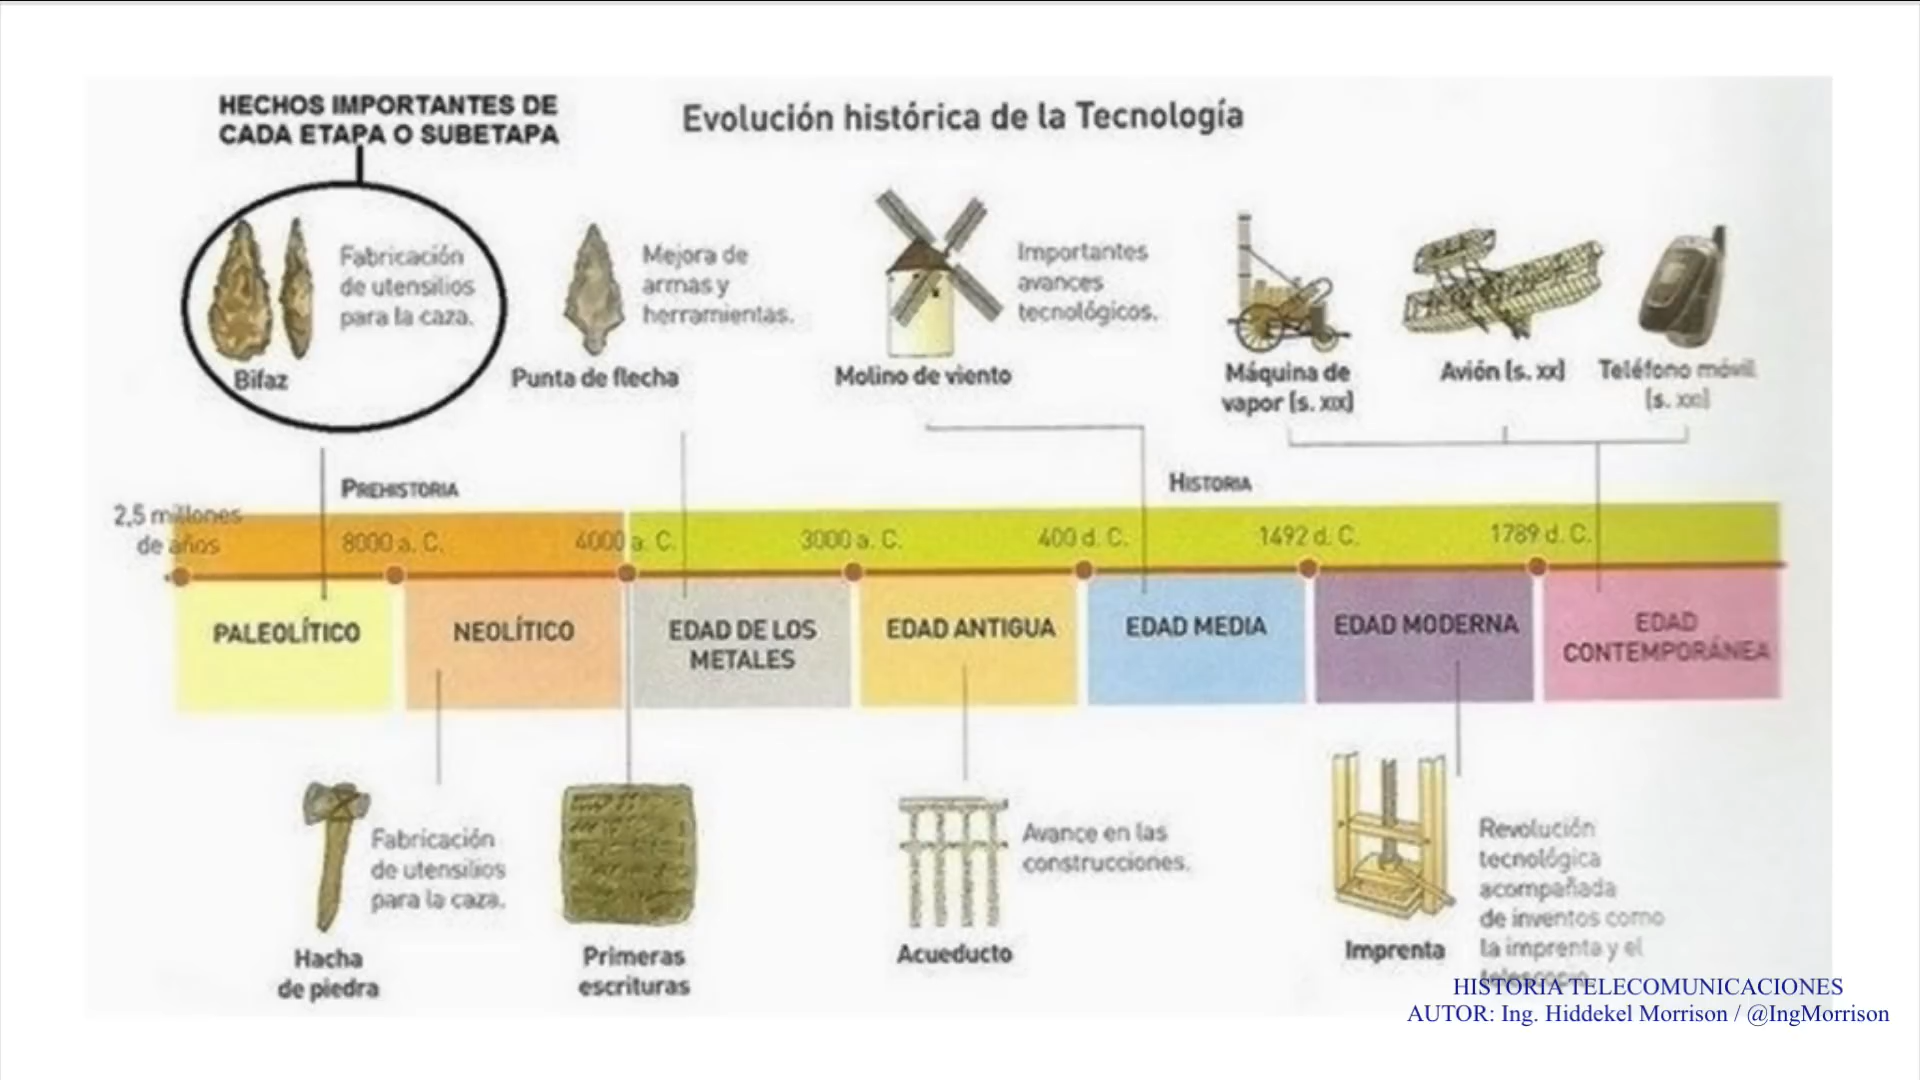 HECHOS IMPORTANTES DE
CADA ETAPA O SUBETAPA
Evolución histórica de la Tecnología
Fabricación
de utensilios
para la caza.
Bifaz
Mejora de
armas y
herramientas.
Punta de flecha
Importantes
avances
tecnológicos.
Molino de viento
Máquina de
vapor (s. XIX)
Avión (s. XX)
Teléfono móvil
(s. XXI)
PREHISTORIA
HISTORIA
2,5 millones
de años
8000 a. C.
4000 a. C.
3000 a. C.
400 d. C.
1492 d. C.
1789 d. C.
PALEOLÍTICO
NEOLÍTICO
EDAD DE LOS
METALES
EDAD ANTIGUA
EDAD MEDIA
EDAD MODERNA
EDAD
CONTEMPORÁNEA
Fabricación
de utensilios
para la caza.
Hacha
de piedra
Primeras
escrituras
Avance en las
construcciones.
Acueducto
Imprenta
Revolución
tecnológica
acompañada
de inventos como
la imprenta y el
telescopio.
HISTORIA TELECOMUNICACIONES
AUTOR: Ing. Hiddekel Morrison / @IngMorrison